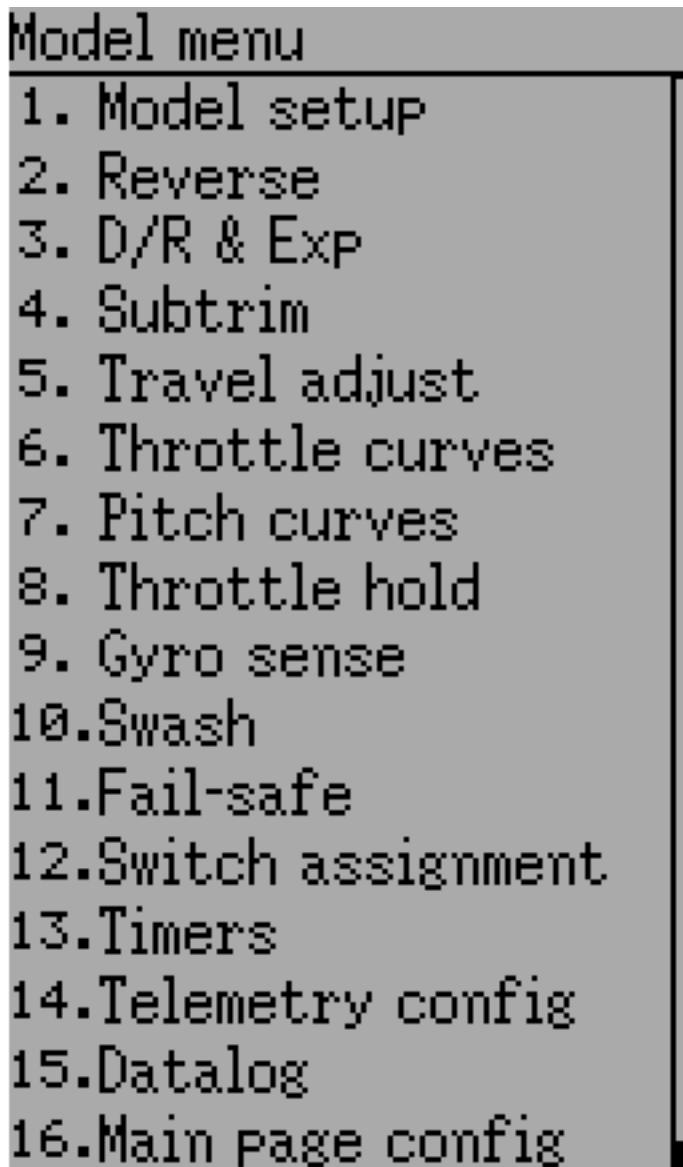 Model menu
1. Model setup
2. Reverse
3. D/R & Exp
4. Subtrim
5. Travel adjust
6. Throttle curves
7. Pitch curves
8. Throttle hold
9. Gyro sense
10.Swash
11.Fail-safe
12.Switch assignment
13.Timers
14.Telemetry config
15.Datalog
16.Main page config